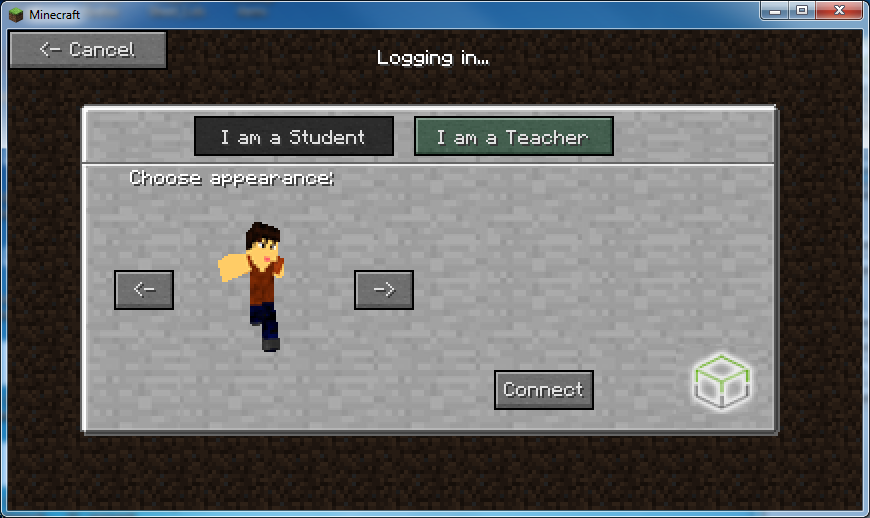 Minecraft
<- Cancel
Logging in...
I am a Student
I am a Teacher
Choose appearance:
<-
->
Connect